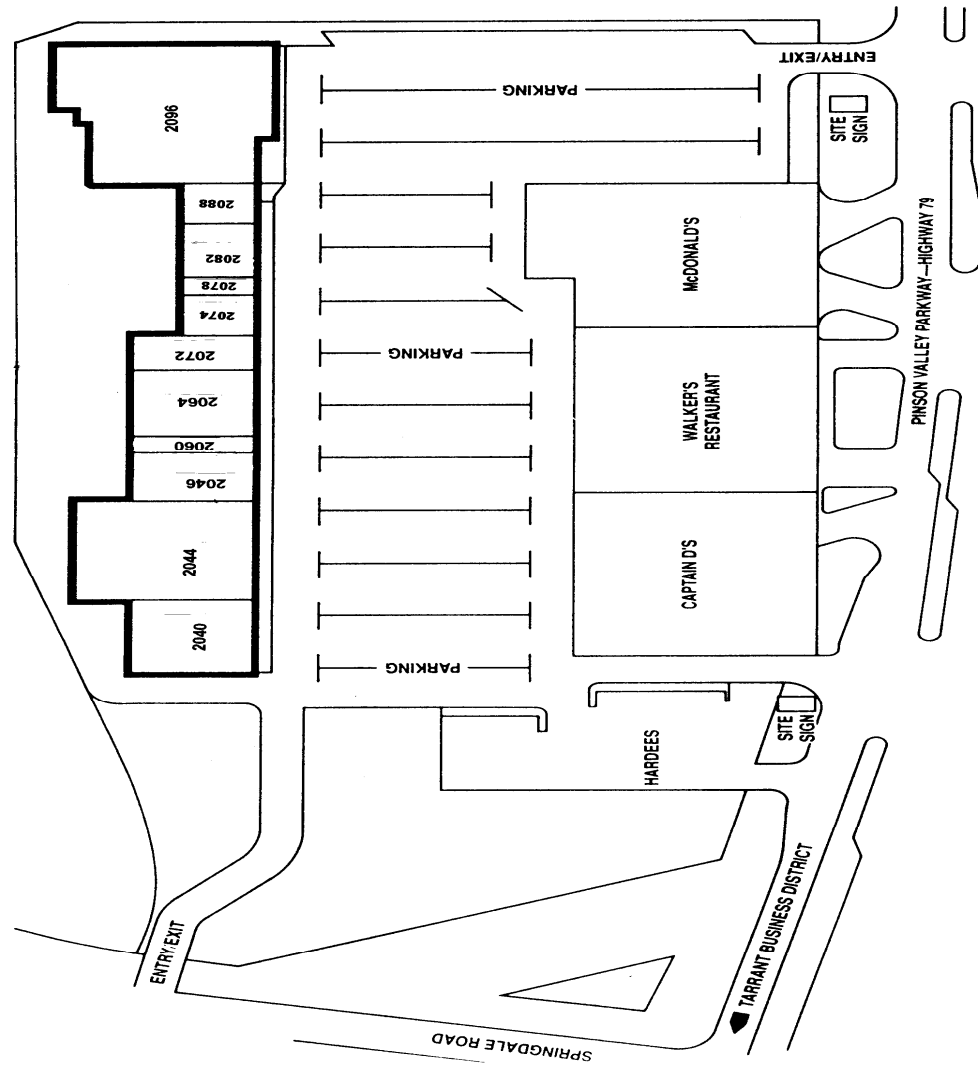 ENTRY/EXIT
PARKING
SITE
SIGN
2096
2088
2082
2078
2074
2072
2064
2060
2046
2044
2040
PARKING
PARKING
McDONALD'S
WALKER'S
RESTAURANT
CAPTAIN D'S
PINSON VALLEY PARKWAY—HIGHWAY 79
HARDEES
SITE
SIGN
ENTRY/EXIT
TARRANT BUSINESS DISTRICT
SPRINGDALE ROAD